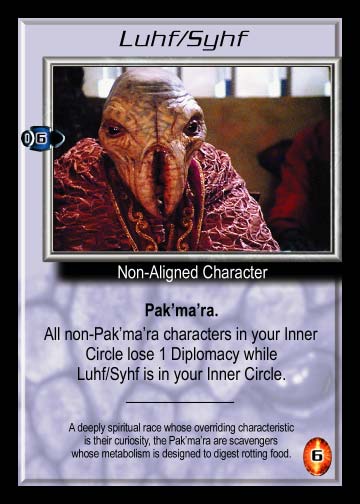 Luhf/Syhf
6
Non-Aligned Character
Pak'ma'ra.
All non-Pak'ma'ra characters in your Inner
Circle lose 1 Diplomacy while
Luhf/Syhf is in your Inner Circle.
A deeply spiritual race whose overriding characteristic
is their curiosity, the Pak'ma'ra are scavengers
whose metabolism is designed to digest rotting food.
6